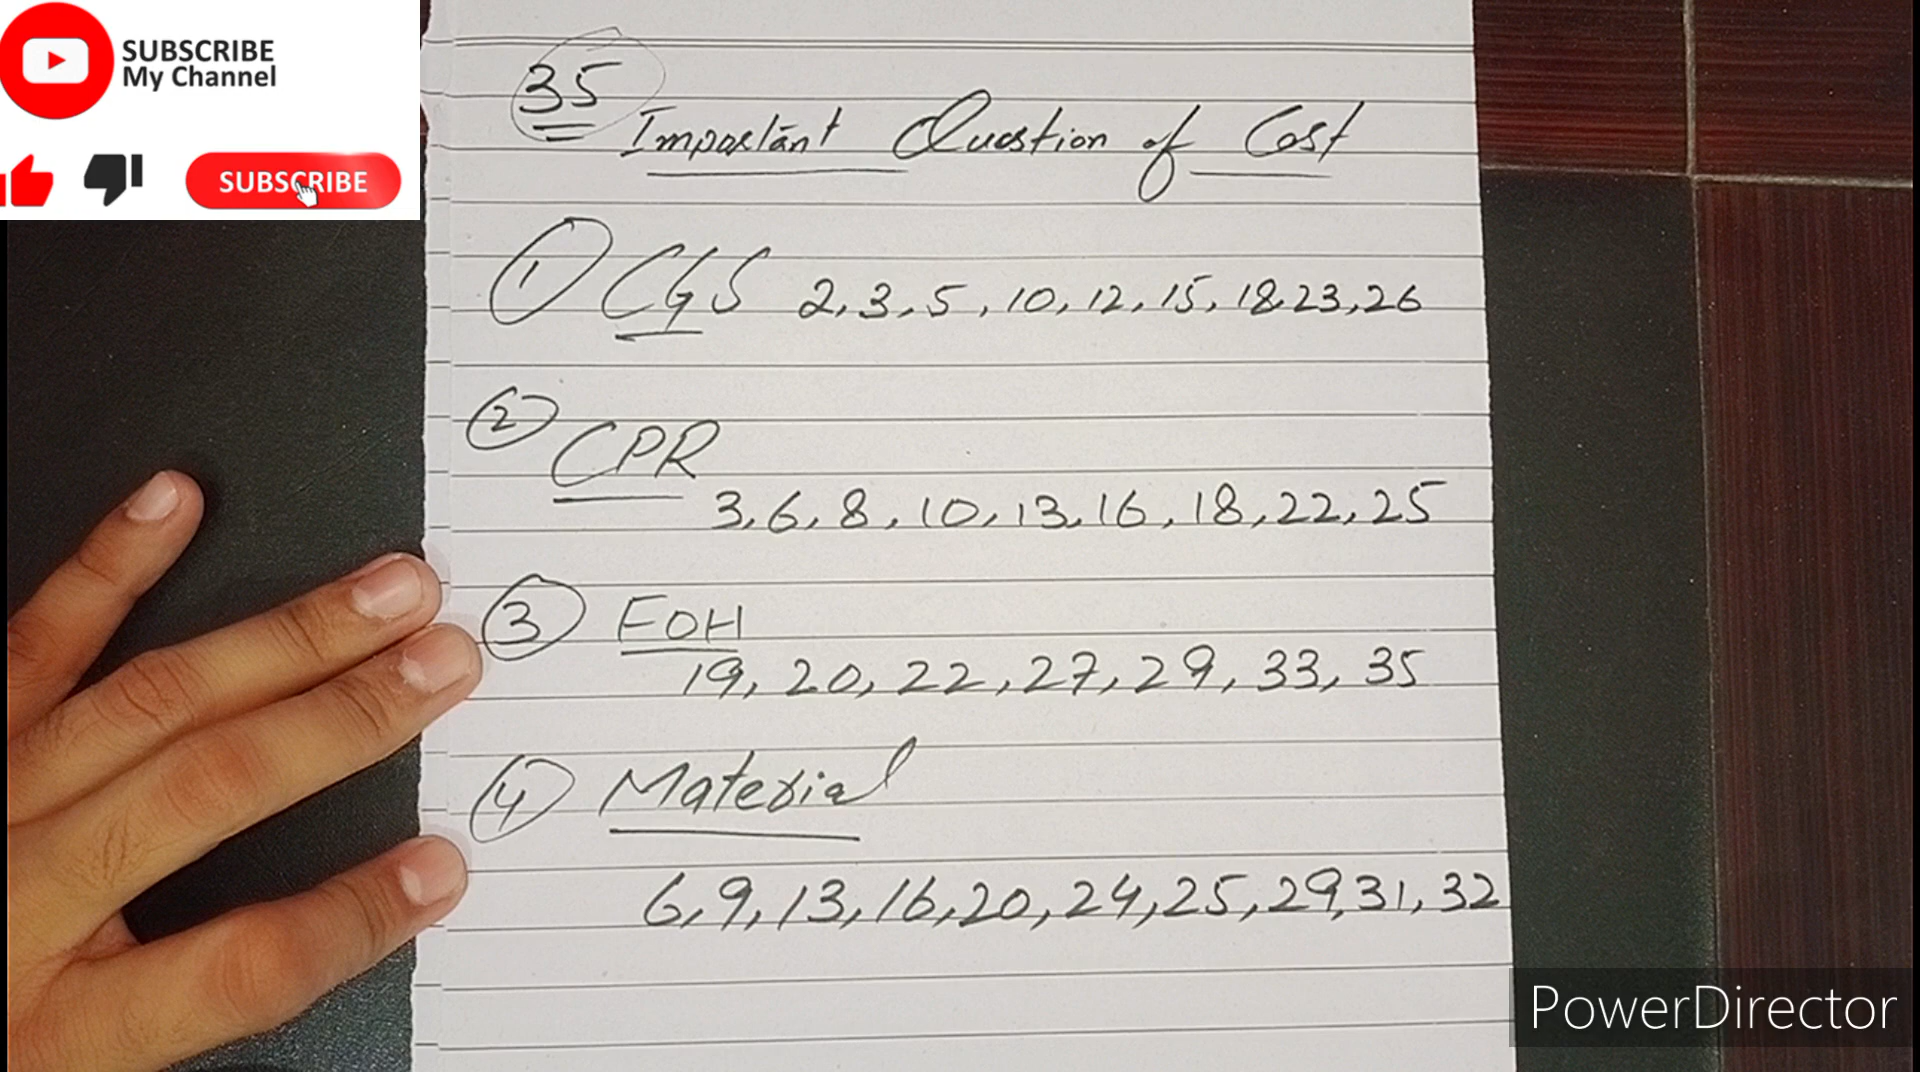 SUBSCRIBE
My Channel
SUBSCRIBE
35
Important Question of Cost
1 CGS 2, 3, 5, 10, 12, 15, 18, 23, 26
2 CPR
3, 6, 8, 10, 13, 16, 18, 22, 25
3 FOH
19, 20, 22, 27, 29, 33, 35
4 Material
6, 9, 13, 16, 20, 24, 25, 29, 31, 32
PowerDirector